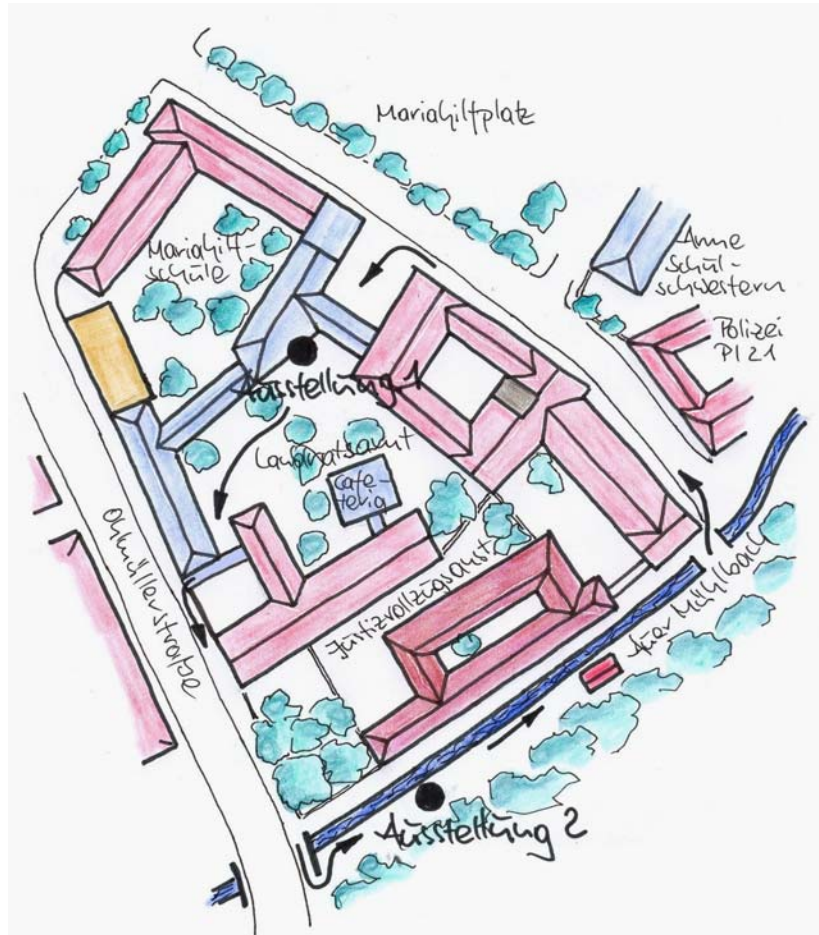 Mariahilfplatz
Mariahilf-
schule
Arme
Schul-
schwestern
Polizei
PI 21
Ausstellung 1
Landratsamt
Cafe-
teria
Ohlmüllerstraße
Justizvollzugsanst
Auer Mühlbach
Ausstellung 2